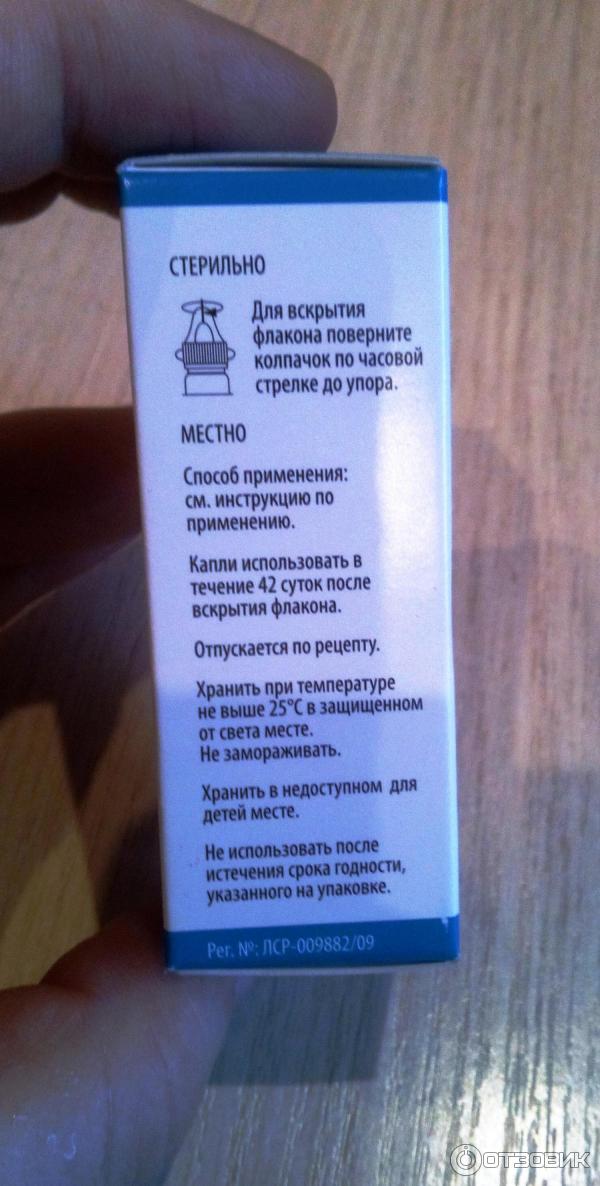 СТЕРИЛЬНО
Для вскрытия
флакона поверните
колпачок по часовой
стрелке до упора.
МЕСТНО
Способ применения:
см. инструкцию по
применению.
Капли использовать в
течение 42 суток после
вскрытия флакона.
Отпускается по рецепту.
Хранить при температуре
не выше 25°С в защищенном
от света месте.
Не замораживать.
Хранить в недоступном для
детей месте.
Не использовать после
истечения срока годности,
указанного на упаковке.
Рег. №: ЛСР-009882/09
ОТЗОВИК